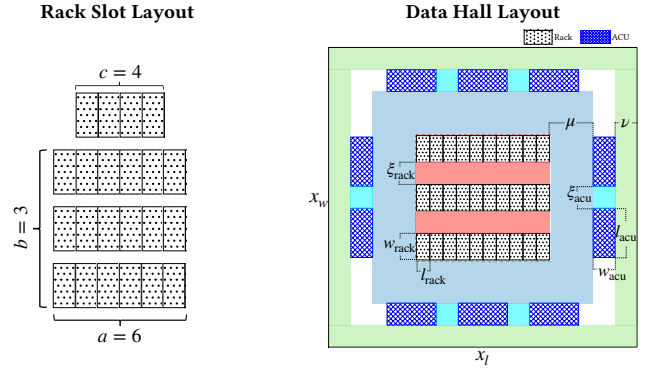 Rack Slot Layout
c = 4
b = 3
a = 6
Data Hall Layout
Rack
ACU
μ
ν
ξrack
ξacu
xw
lacu
wrack
wacu
lrack
xl